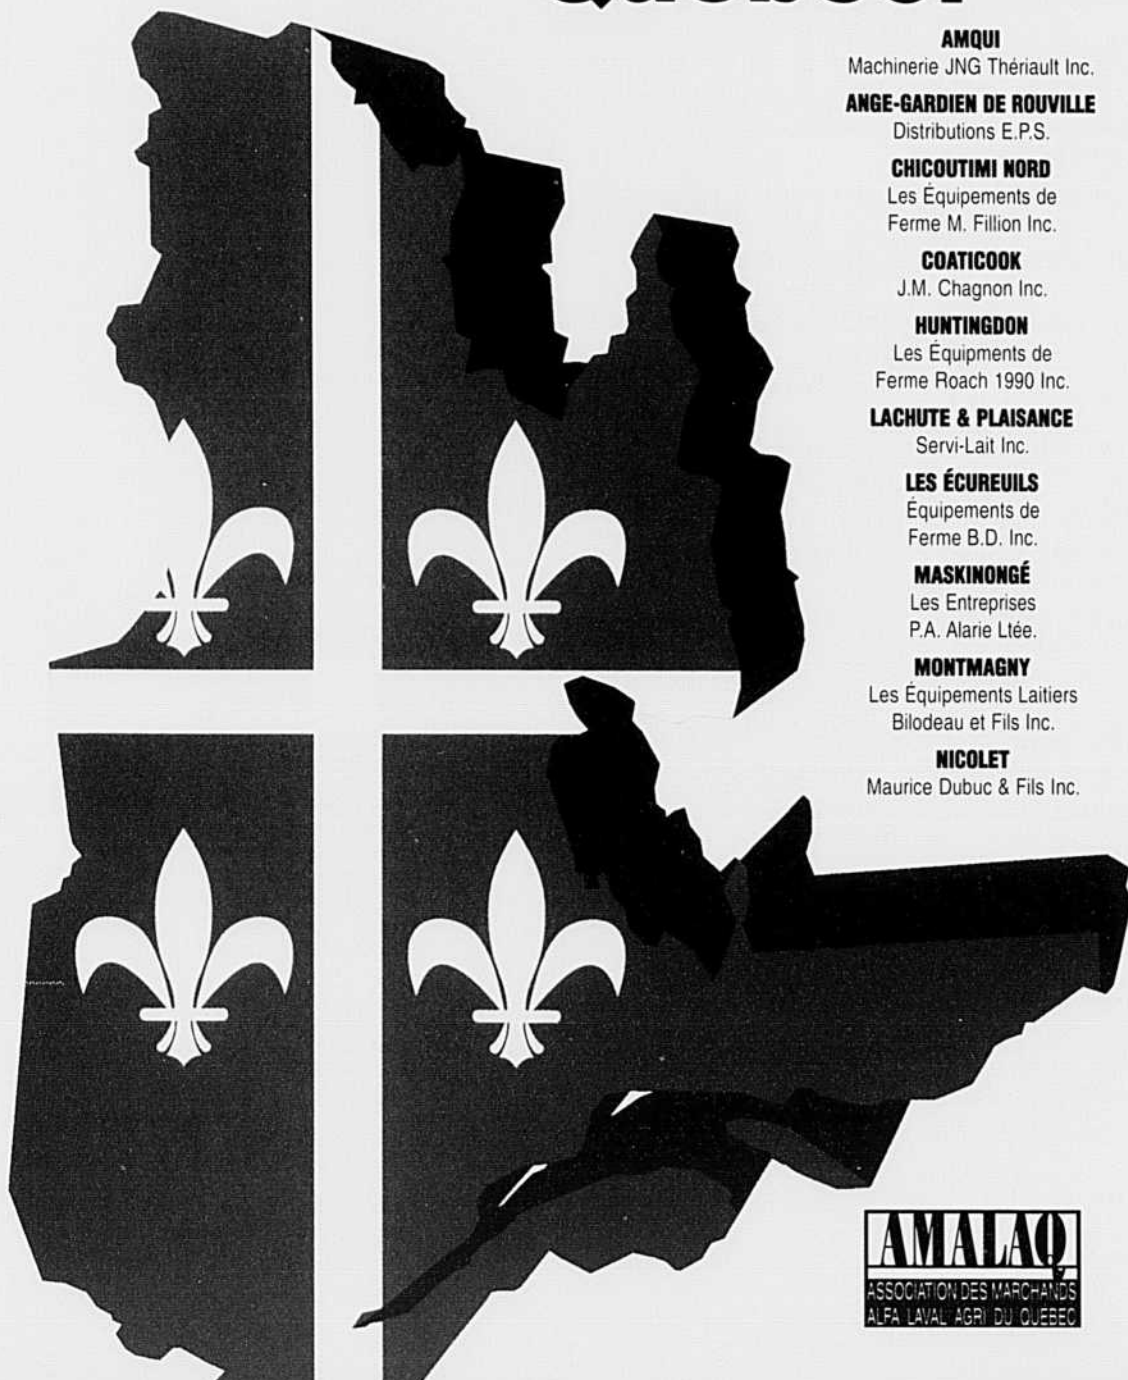 AMQUI
Machinerie JNG Thériault Inc.
ANGE-GARDIEN DE ROUVILLE
Distributions E.P.S.
CHICOUTIMI NORD
Les Équipements de
Ferme M. Fillion Inc.
COATICOOK
J.M. Chagnon Inc.
HUNTINGDON
Les Équipments de
Ferme Roach 1990 Inc.
LACHUTE & PLAISANCE
Servi-Lait Inc.
LES ÉCUREUILS
Équipements de
Ferme B.D. Inc.
MASKINONGÉ
Les Entreprises
P.A. Alarie Ltée.
MONTMAGNY
Les Équipements Laitiers
Bilodeau et Fils Inc.
NICOLET
Maurice Dubuc & Fils Inc.
AMALAQ
ASSOCIATION DES MARCHANDS
ALFA LAVAL AGRI DU QUÉBEC